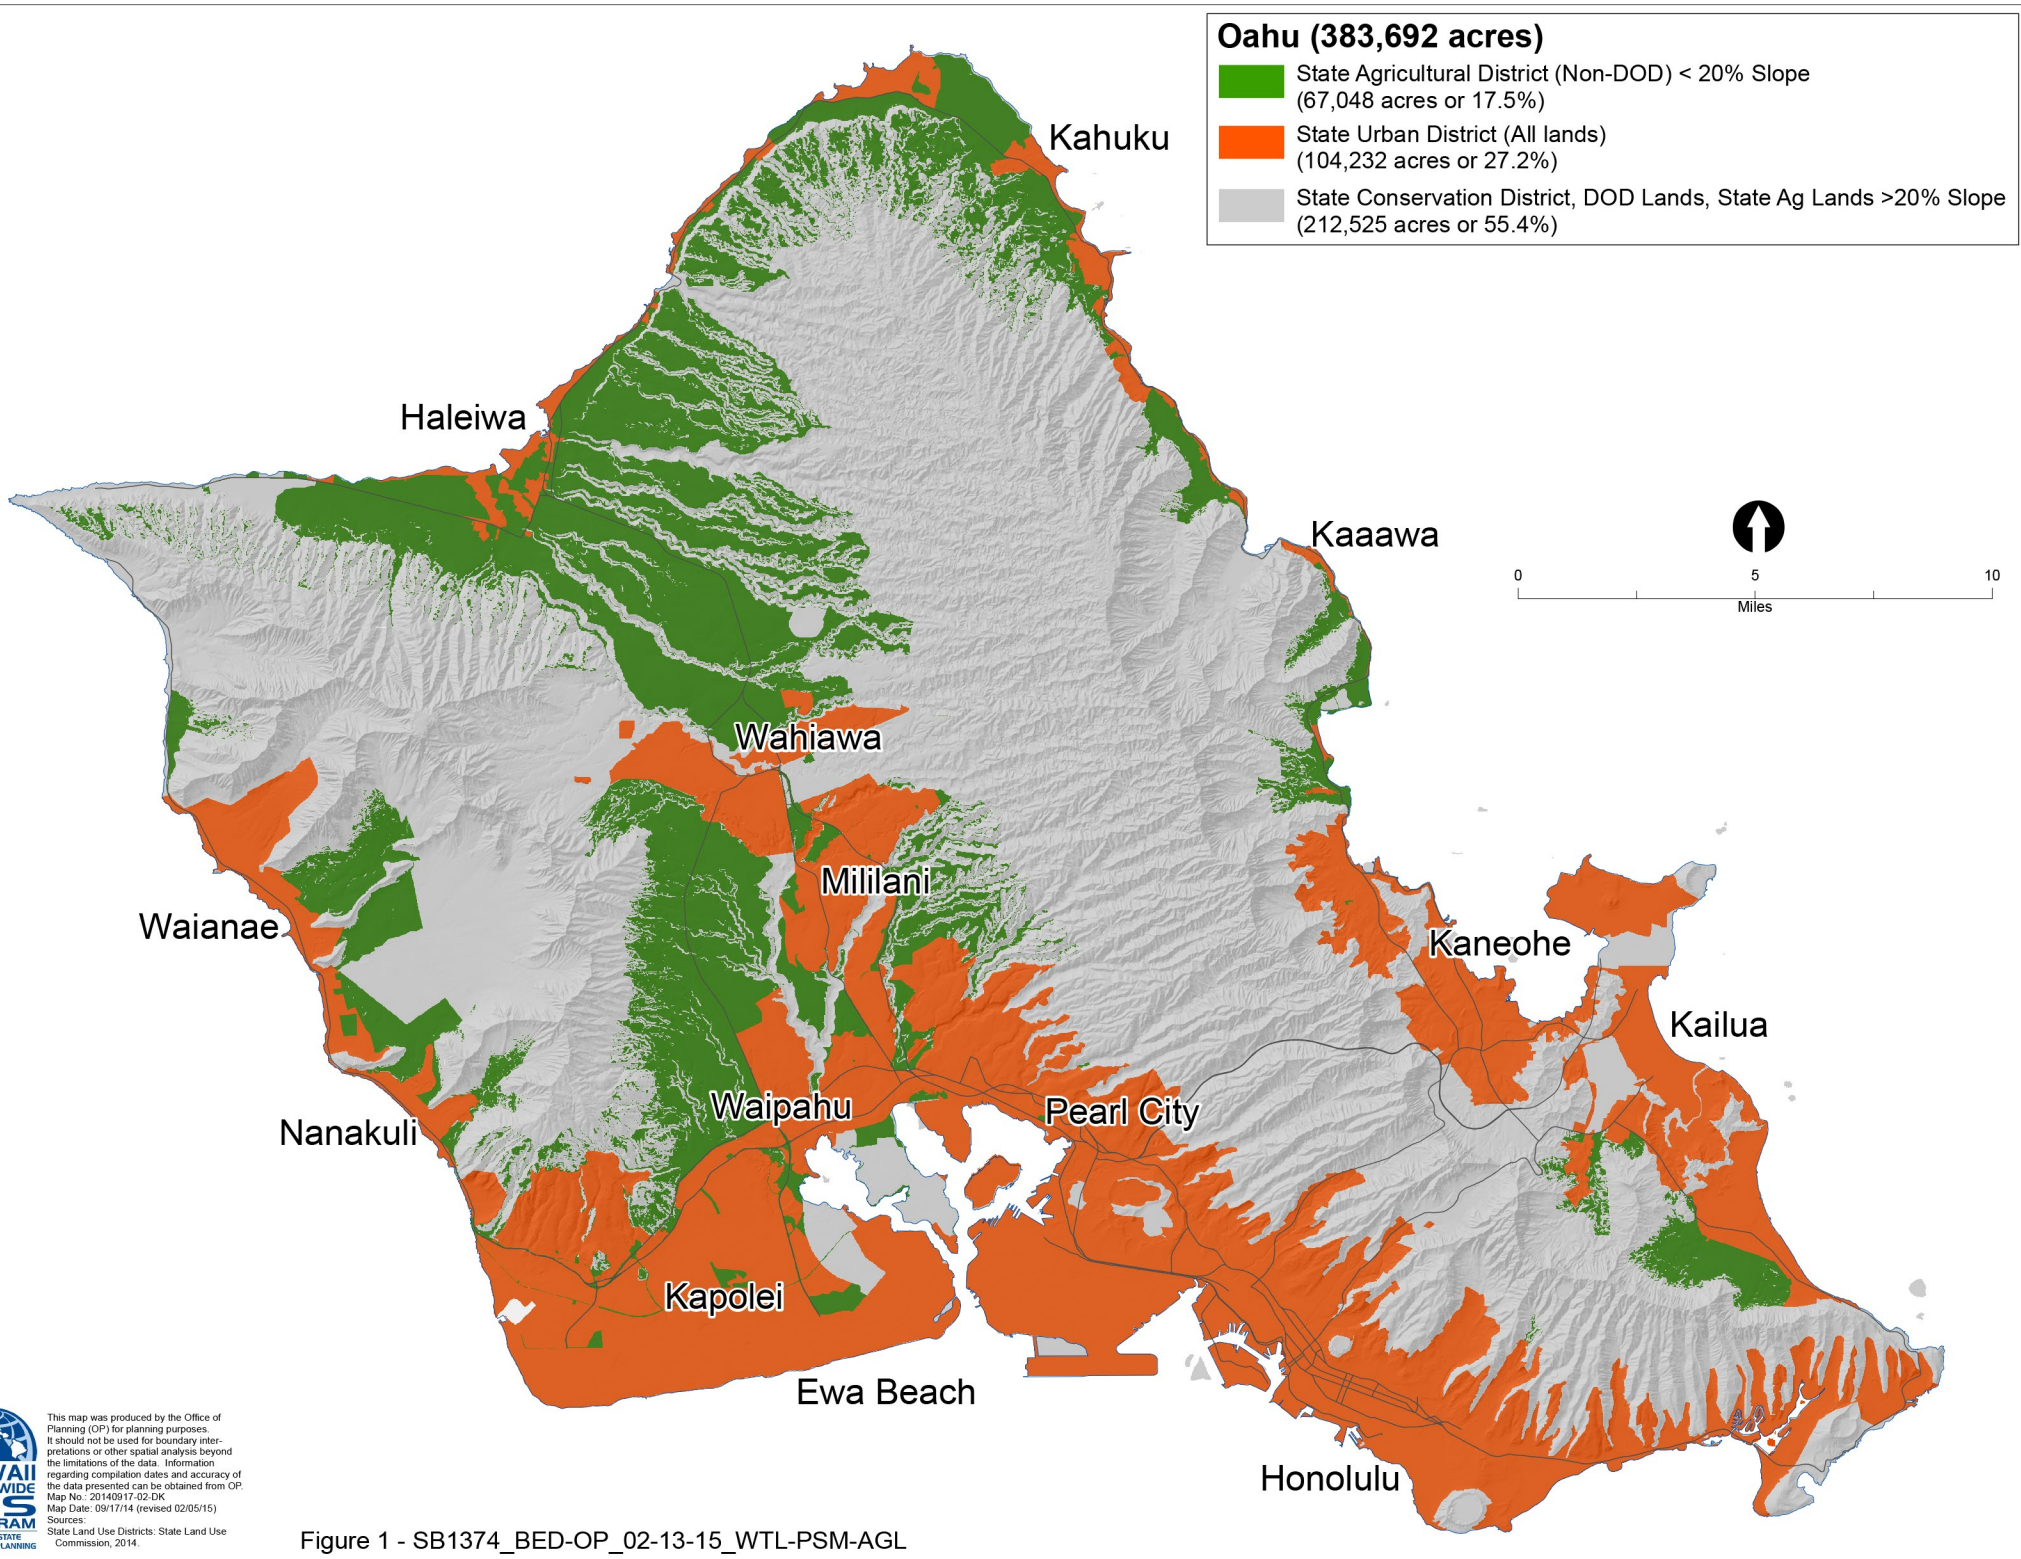 Oahu (383,692 acres)
State Agricultural District (Non-DOD) < 20% Slope
(67,048 acres or 17.5%)
State Urban District (All lands)
(104,232 acres or 27.2%)
State Conservation District, DOD Lands, State Ag Lands >20% Slope
(212,525 acres or 55.4%)
Kahuku
Haleiwa
Kaaawa
0 5 10
Miles
Wahiawa
Mililani
Waianae
Kaneohe
Kailua
Waipahu
Pearl City
Nanakuli
Kapolei
Ewa Beach
Honolulu
This map was produced by the Office of
Planning (OP) for planning purposes.
It should not be used for boundary inter-
pretations or other spatial analysis beyond
the limitations of the data. Information
regarding compilation dates and accuracy of
the data presented can be obtained from OP.
Map No.: 20140917-02-DK
Map Date: 09/17/14 (revised 02/05/15)
Sources:
State Land Use Districts: State Land Use
Commission, 2014.
Figure 1 - SB1374_BED-OP_02-13-15_WTL-PSM-AGL